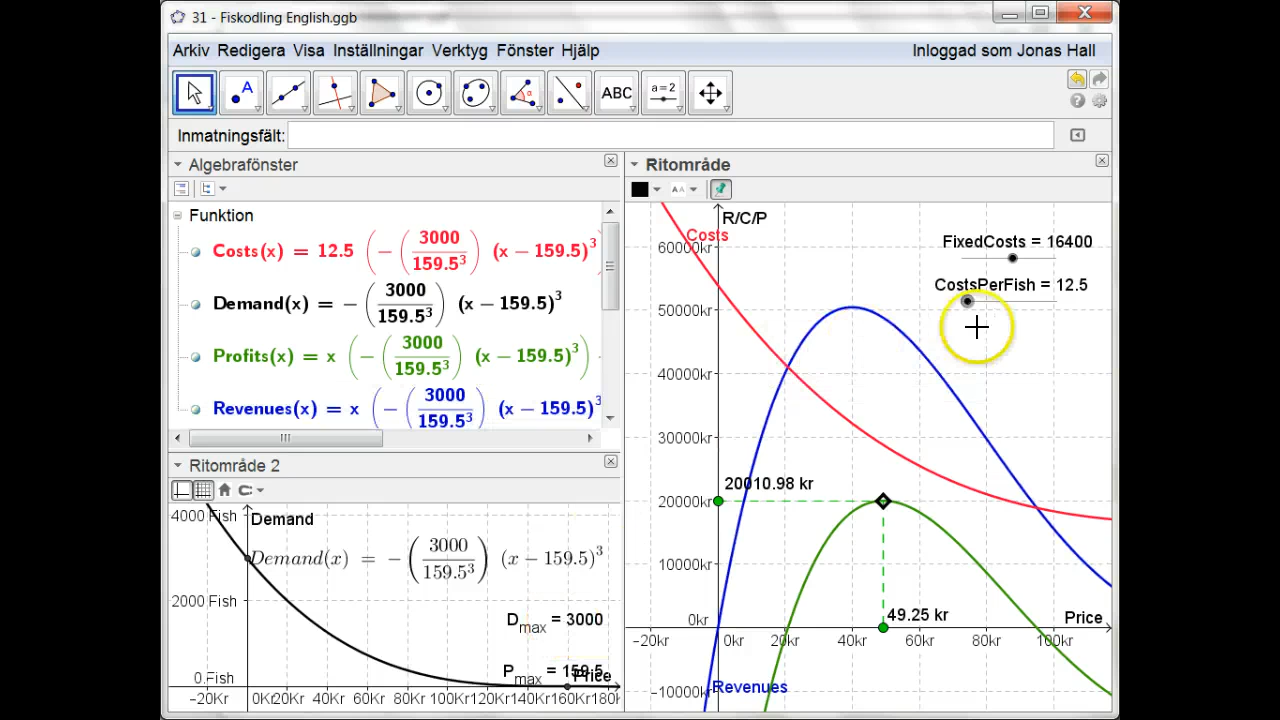 31 - Fiskodling English.ggb
Arkiv Redigera Visa Inställningar Verktyg Fönster Hjälp
Inloggad som Jonas Hall
A
α
ABC
a=2
Inmatningsfält:
Algebrafönster
Funktion
Costs(x) = 12.5 (−(3000/159.5³) (x − 159.5)³
Demand(x) = −(3000/159.5³) (x − 159.5)³
Profits(x) = x (−(3000/159.5³) (x − 159.5)³)
Revenues(x) = x (−(3000/159.5³) (x − 159.5)³
Ritområde 2
4000 Fish
Demand
Demand(x) = −(3000/159.5³) (x − 159.5)³
2000 Fish
Dmax = 3000
Pmax = 159.5
Price
0 Fish
−20Kr 0Kr 20Kr 40Kr 60Kr 80Kr 100Kr 120Kr 140Kr 160Kr 180Kr
Ritområde
AA
R/C/P
Costs
60000kr
FixedCosts = 16400
CostsPerFish = 12.5
50000kr
40000kr
30000kr
20010.98 kr
20000kr
10000kr
49.25 kr
0kr
Price
−20kr 0kr 20kr 40kr 60kr 80kr 100kr
−10000kr
Revenues